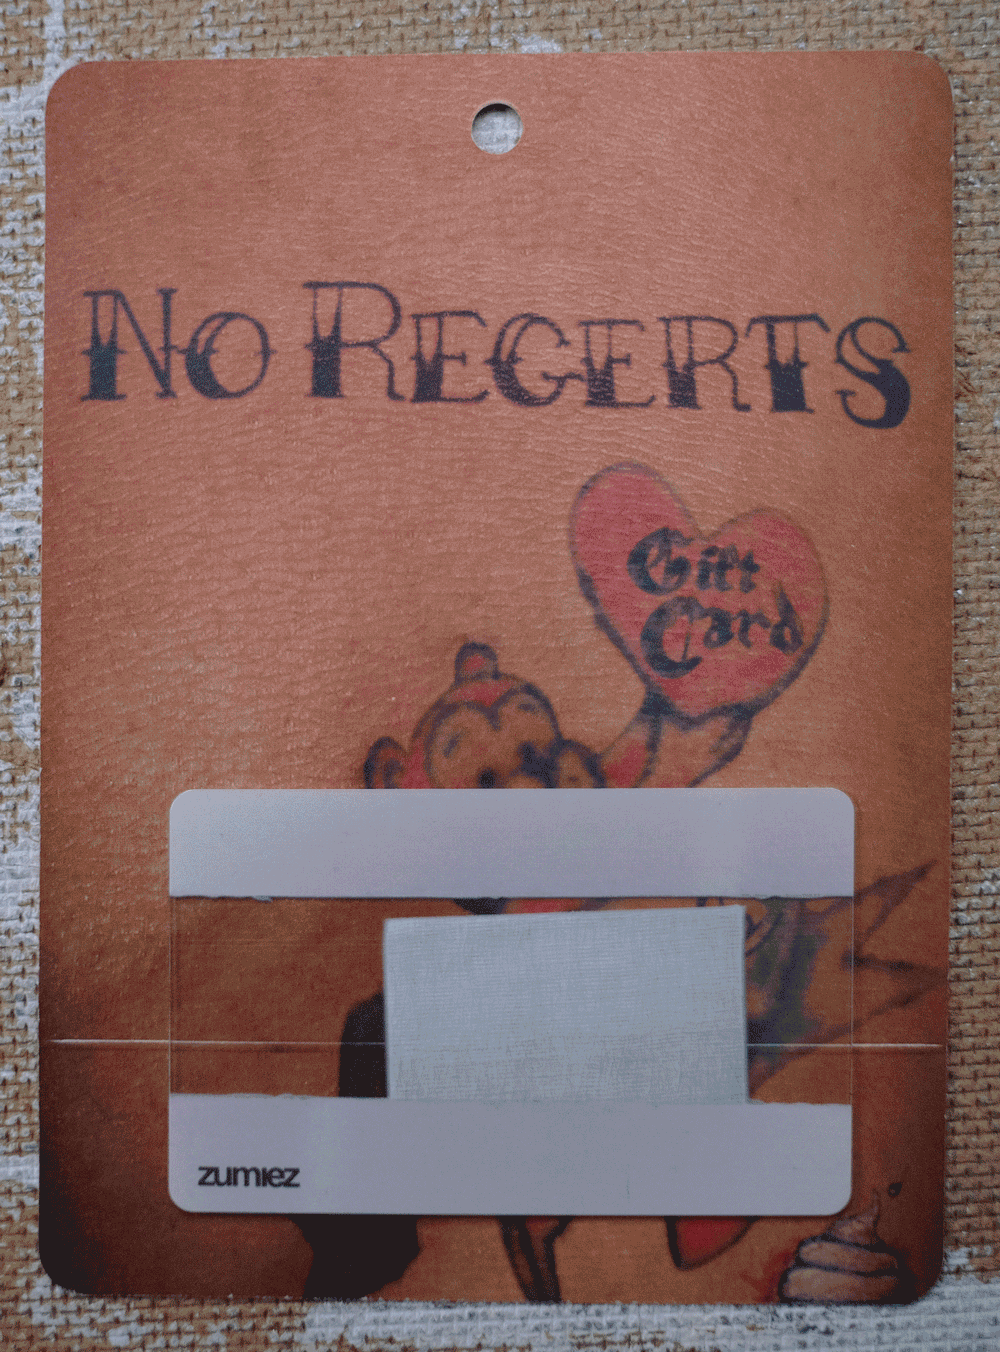 No REGERTS
Gift
Card
zumiez